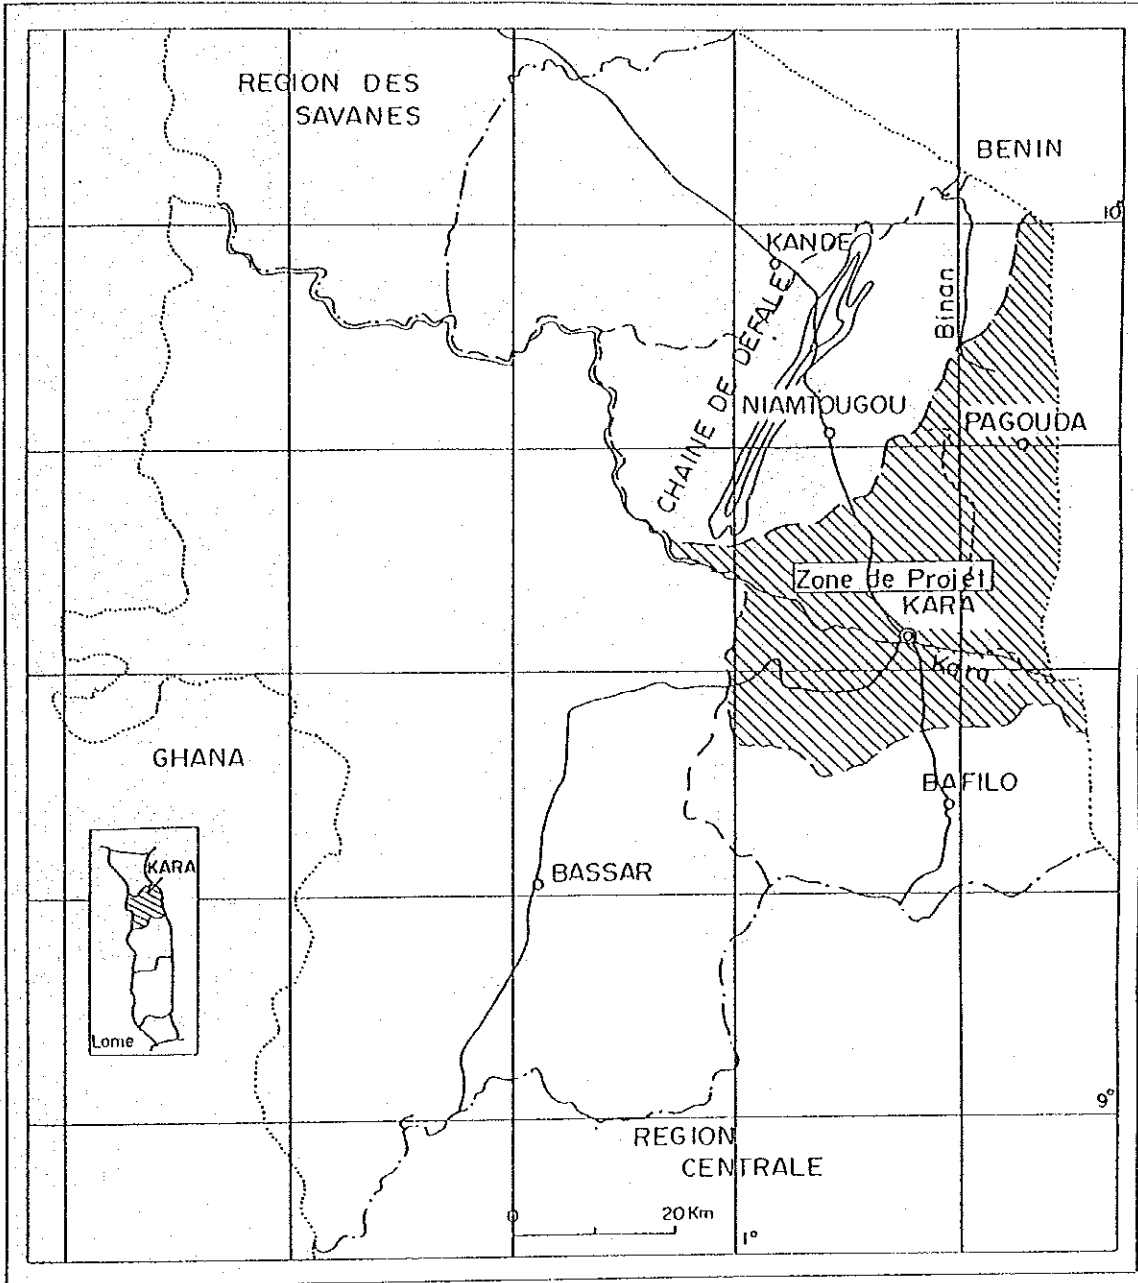 REGION DES
SAVANES
BENIN
10°
KANDE
Binan
CHAINE DE DEFALE
NIAMTOUGOU
PAGOUDA
Zone de Projet
KARA
Kara
GHANA
BAFILO
KARA
BASSAR
Lome
9°
REGION
CENTRALE
0
20 Km
1°